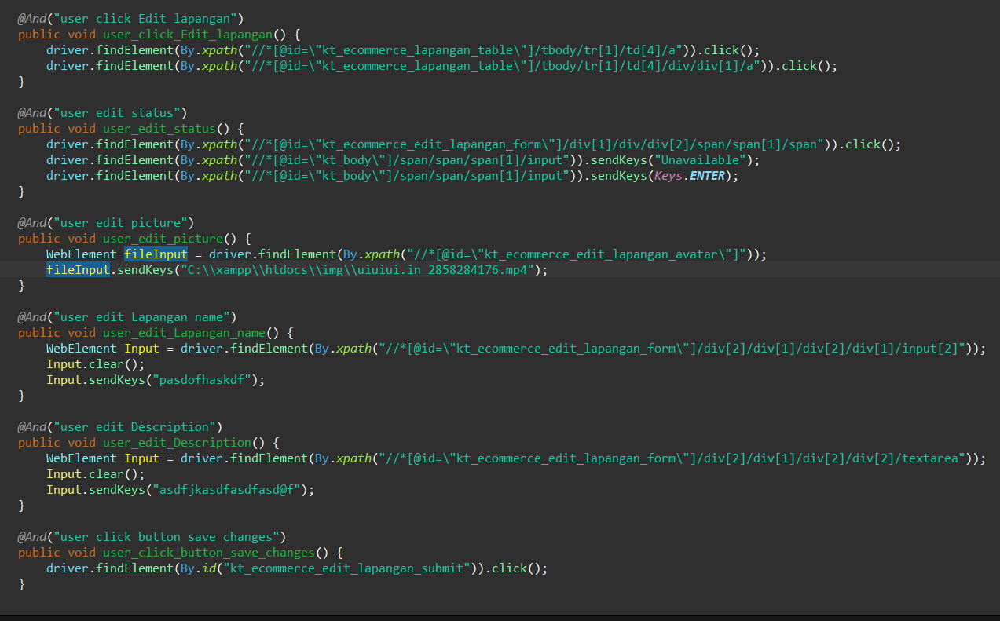 @And("user click Edit lapangan")
public void user_click_Edit_lapangan() {
driver.findElement(By.xpath("//*[@id=\"kt_ecommerce_lapangan_table\"]/tbody/tr[1]/td[4]/a")).click();
driver.findElement(By.xpath("//*[@id=\"kt_ecommerce_lapangan_table\"]/tbody/tr[1]/td[4]/div/div[1]/a")).click();
}
@And("user edit status")
public void user_edit_status() {
driver.findElement(By.xpath("//*[@id=\"kt_ecommerce_edit_lapangan_form\"]/div[1]/div/div[2]/span/span[1]/span")).click();
driver.findElement(By.xpath("//*[@id=\"kt_body\"]/span/span/span[1]/input")).sendKeys("Unavailable");
driver.findElement(By.xpath("//*[@id=\"kt_body\"]/span/span/span[1]/input")).sendKeys(Keys.ENTER);
}
@And("user edit picture")
public void user_edit_picture() {
WebElement fileInput = driver.findElement(By.xpath("//*[@id=\"kt_ecommerce_edit_lapangan_avatar\"]"));
fileInput.sendKeys("C:\\xampp\\htdocs\\img\\uiuiui.in_2858284176.mp4");
}
@And("user edit Lapangan name")
public void user_edit_Lapangan_name() {
WebElement Input = driver.findElement(By.xpath("//*[@id=\"kt_ecommerce_edit_lapangan_form\"]/div[2]/div[1]/div[2]/div[1]/input[2]"));
Input.clear();
Input.sendKeys("pasdofhaskdf");
}
@And("user edit Description")
public void user_edit_Description() {
WebElement Input = driver.findElement(By.xpath("//*[@id=\"kt_ecommerce_edit_lapangan_form\"]/div[2]/div[1]/div[2]/div[2]/textarea"));
Input.clear();
Input.sendKeys("asdfjkasdfasdfasd@f");
}
@And("user click button save changes")
public void user_click_button_save_changes() {
driver.findElement(By.id("kt_ecommerce_edit_lapangan_submit")).click();
}